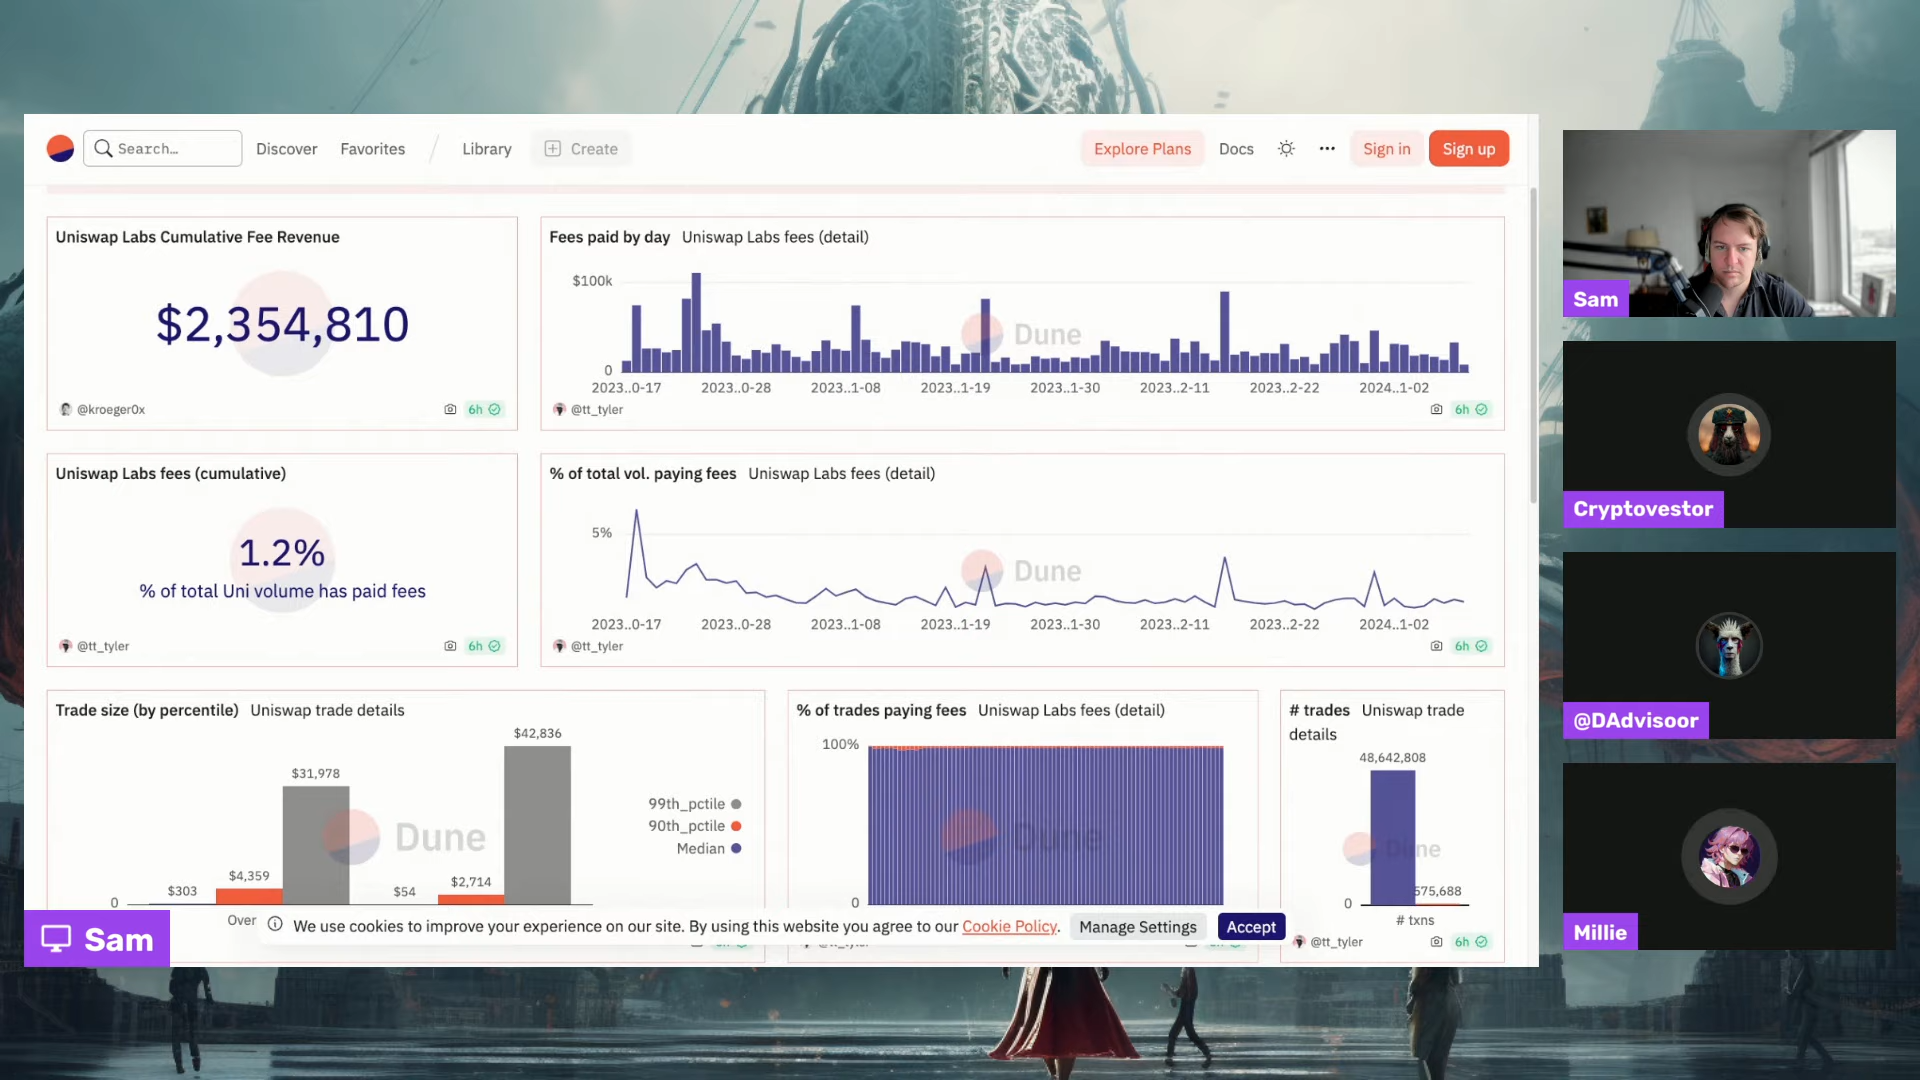 Search…
Discover
Favorites
Library
Create
Explore Plans
Docs
Sign in
Sign up
Uniswap Labs Cumulative Fee Revenue
$2,354,810
@kroeger0x
6h
Fees paid by day Uniswap Labs fees (detail)
$100k
0
Dune
2023..0-17 2023..0-28 2023..1-08 2023..1-19 2023..1-30 2023..2-11 2023..2-22 2024..1-02
@tt_tyler
6h
Uniswap Labs fees (cumulative)
1.2%
% of total Uni volume has paid fees
@tt_tyler
6h
% of total vol. paying fees Uniswap Labs fees (detail)
5%
Dune
2023..0-17 2023..0-28 2023..1-08 2023..1-19 2023..1-30 2023..2-11 2023..2-22 2024..1-02
@tt_tyler
6h
Trade size (by percentile) Uniswap trade details
$42,836
$31,978
$4,359
$303
$54
$2,714
0
Dune
99th_pctile
90th_pctile
Median
Over
% of trades paying fees Uniswap Labs fees (detail)
100%
0
Dune
# trades Uniswap trade
details
48,642,808
575,688
0
Dune
# txns
@tt_tyler
6h
We use cookies to improve your experience on our site. By using this website you agree to our Cookie Policy.
Manage Settings
Accept
Sam
Sam
Cryptovestor
@DAdvisoor
Millie